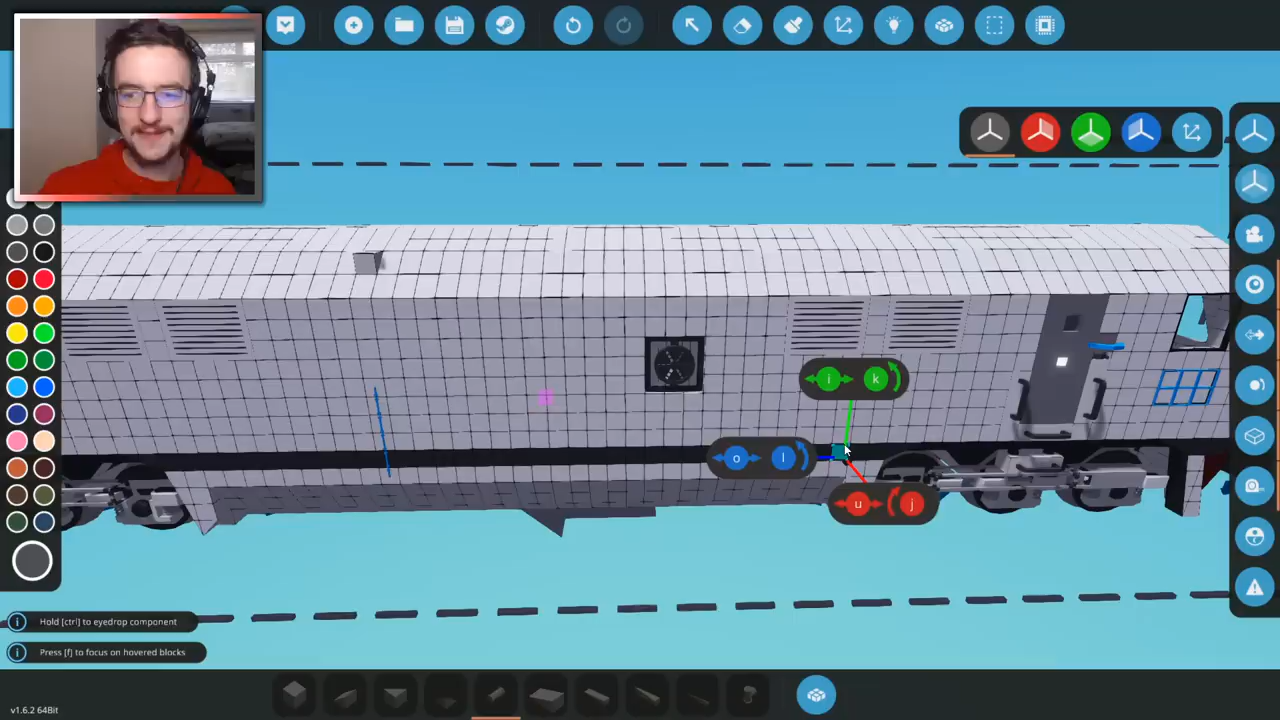 i k
o l
u j
Hold [ctrl] to eyedrop component
Press [f] to focus on hovered blocks
v1.6.2 64Bit